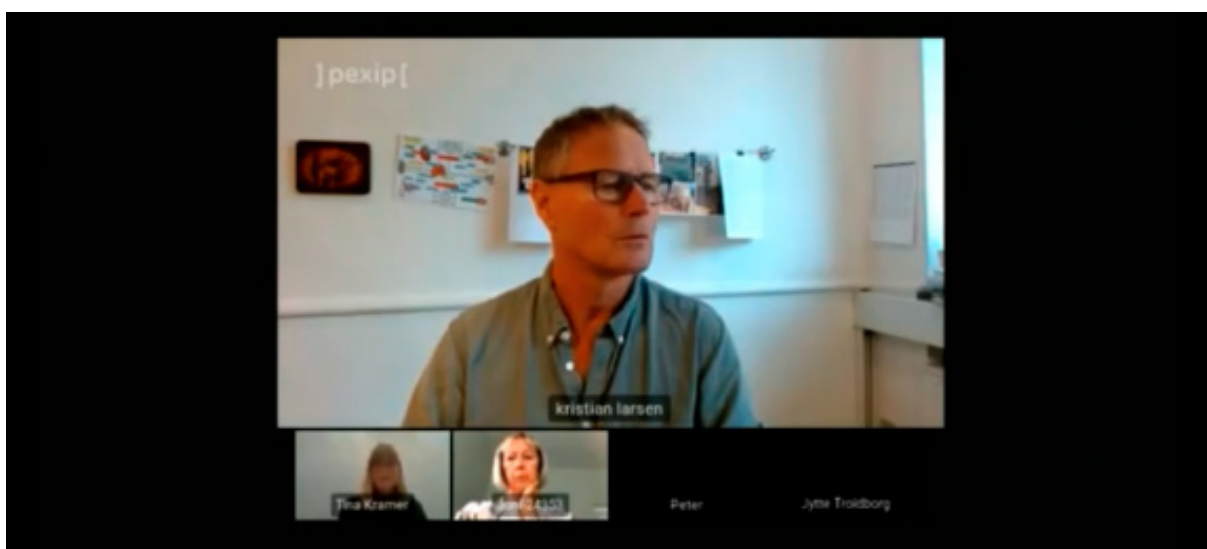 ]pexip[
kristian larsen
Tina Kramer
Peter
Jytte Troldborg